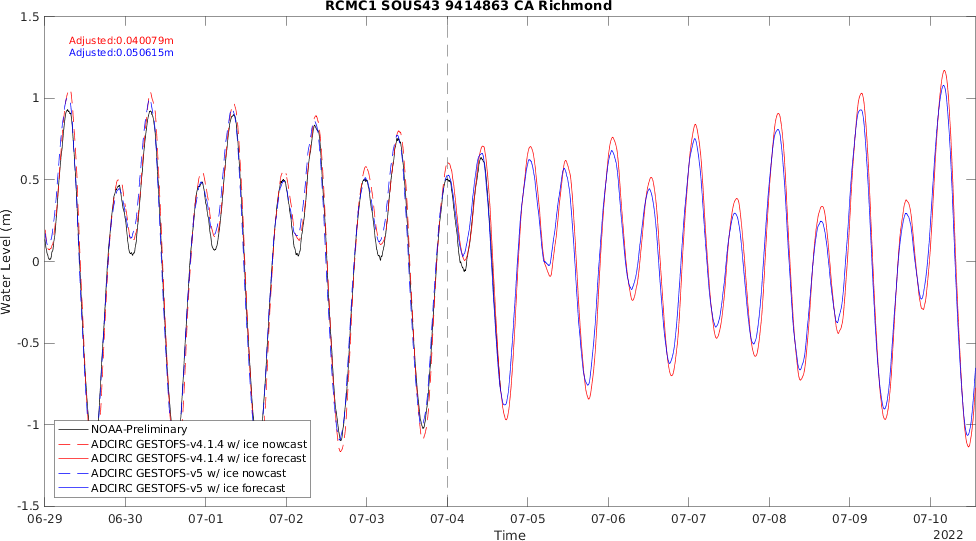 RCMC1 SOUS43 9414863 CA Richmond
Adjusted:0.040079m
Adjusted:0.050615m
Water Level (m)
1.5
1
0.5
0
-0.5
-1
-1.5
NOAA-Preliminary
ADCIRC GESTOFS-v4.1.4 w/ ice nowcast
ADCIRC GESTOFS-v4.1.4 w/ ice forecast
ADCIRC GESTOFS-v5 w/ ice nowcast
ADCIRC GESTOFS-v5 w/ ice forecast
06-29 06-30 07-01 07-02 07-03 07-04 07-05 07-06 07-07 07-08 07-09 07-10
Time
2022